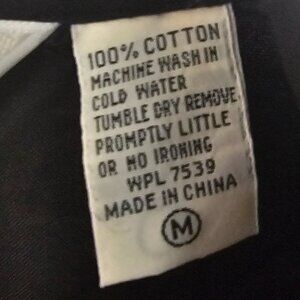 100% COTTON
MACHINE WASH IN
COLD WATER
TUMBLE DRY REMOVE
PROMPTLY LITTLE
OR NO IRONING
WPL 7539
MADE IN CHINA
M